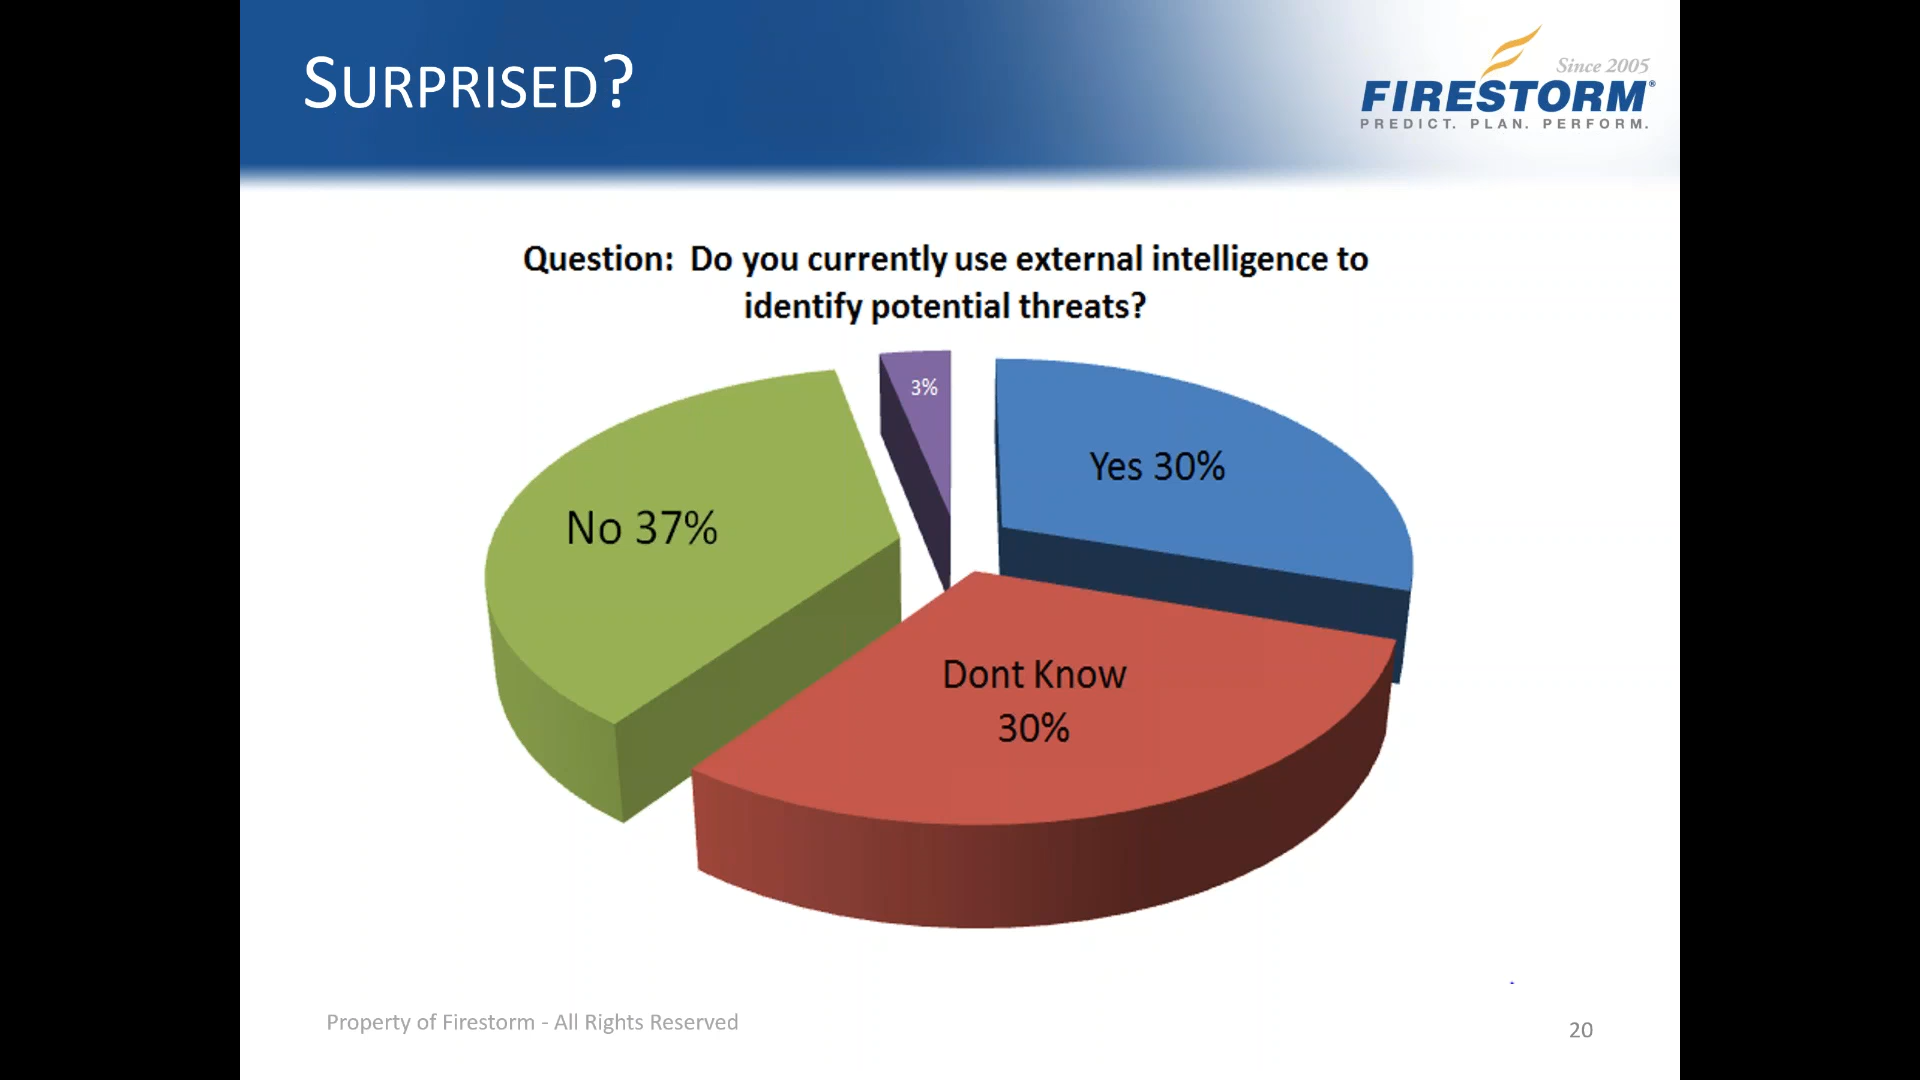 SURPRISED?
Since 2005
FIRESTORM®
PREDICT. PLAN. PERFORM.
Question:  Do you currently use external intelligence to
identify potential threats?
3%
Yes 30%
No 37%
Dont Know
30%
Property of Firestorm - All Rights Reserved
20